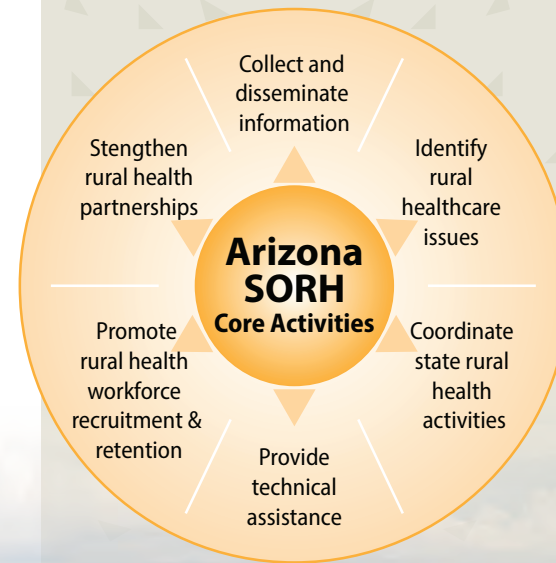 Collect and
disseminate
information
Identify
rural
healthcare
issues
Coordinate
state rural
health
activities
Provide
technical
assistance
Promote
rural health
workforce
recruitment &
retention
Stengthen
rural health
partnerships
Arizona
SORH
Core Activities